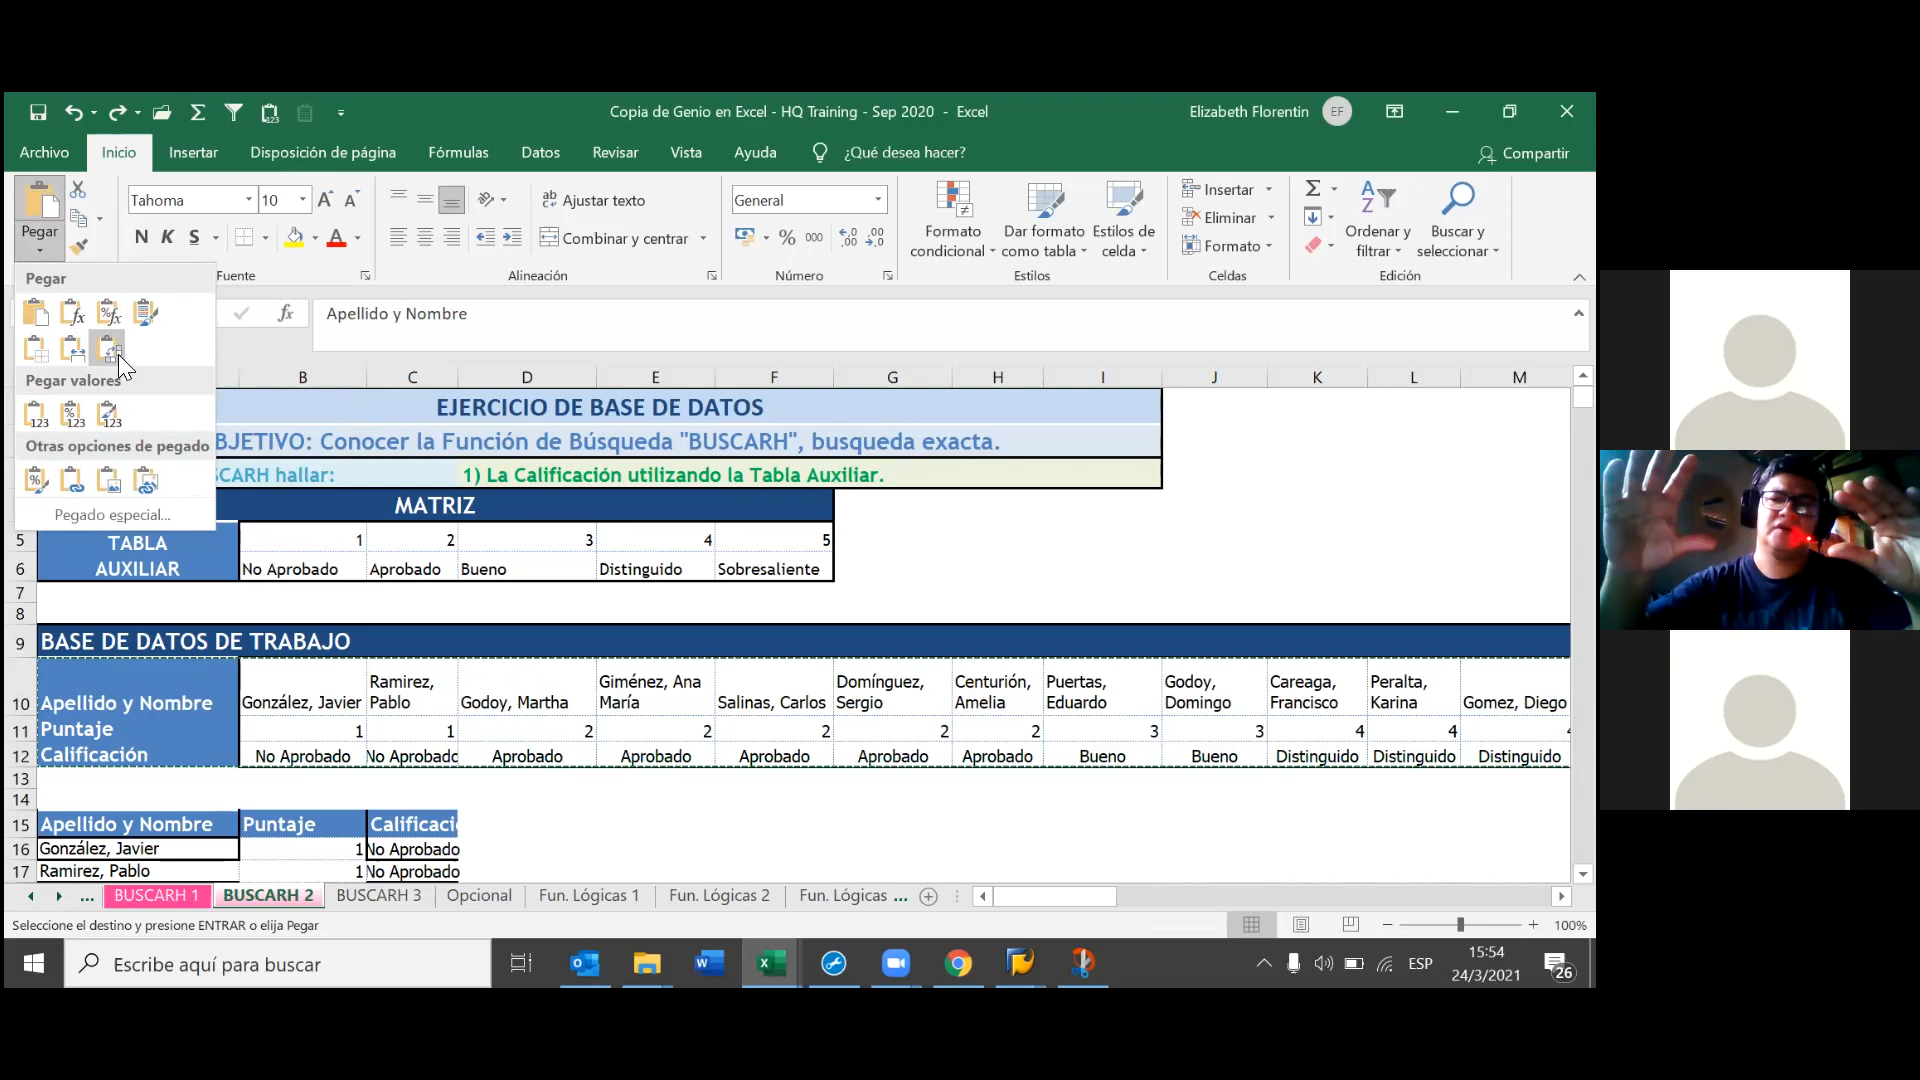 Copia de Genio en Excel - HQ Training - Sep 2020 - Excel
Elizabeth Florentin EF
Archivo Inicio Insertar Disposición de página Fórmulas Datos Revisar Vista Ayuda ¿Qué desea hacer? Compartir
Tahoma 10 Ajustar texto General Insertar
Pegar N K S Combinar y centrar % 000 Formato condicional Dar formato como tabla Estilos de celda Eliminar Formato Ordenar y filtrar Buscar y seleccionar
Fuente Alineación Número Estilos Celdas Edición
Pegar
Pegar valores
Otras opciones de pegado
Pegado especial...
fx Apellido y Nombre
B C D E F G H I J K L M
EJERCICIO DE BASE DE DATOS
BJETIVO: Conocer la Función de Búsqueda "BUSCARH", busqueda exacta.
SCARH hallar: 1) La Calificación utilizando la Tabla Auxiliar.
MATRIZ
5 TABLA 1 2 3 4 5
6 AUXILIAR No Aprobado Aprobado Bueno Distinguido Sobresaliente
7
8
9 BASE DE DATOS DE TRABAJO
10 Apellido y Nombre González, Javier Ramirez, Pablo Godoy, Martha Giménez, Ana María Salinas, Carlos Domínguez, Sergio Centurión, Amelia Puertas, Eduardo Godoy, Domingo Careaga, Francisco Peralta, Karina Gomez, Diego
11 Puntaje 1 1 2 2 2 2 2 3 3 4 4
12 Calificación No Aprobado No Aprobado Aprobado Aprobado Aprobado Aprobado Aprobado Bueno Bueno Distinguido Distinguido Distinguido
13
14
15 Apellido y Nombre Puntaje Calificaci
16 González, Javier 1 No Aprobado
17 Ramirez, Pablo 1 No Aprobado
... BUSCARH 1 BUSCARH 2 BUSCARH 3 Opcional Fun. Lógicas 1 Fun. Lógicas 2 Fun. Lógicas ...
Seleccione el destino y presione ENTRAR o elija Pegar 100%
Escribe aquí para buscar ESP 15:54
24/3/2021 26